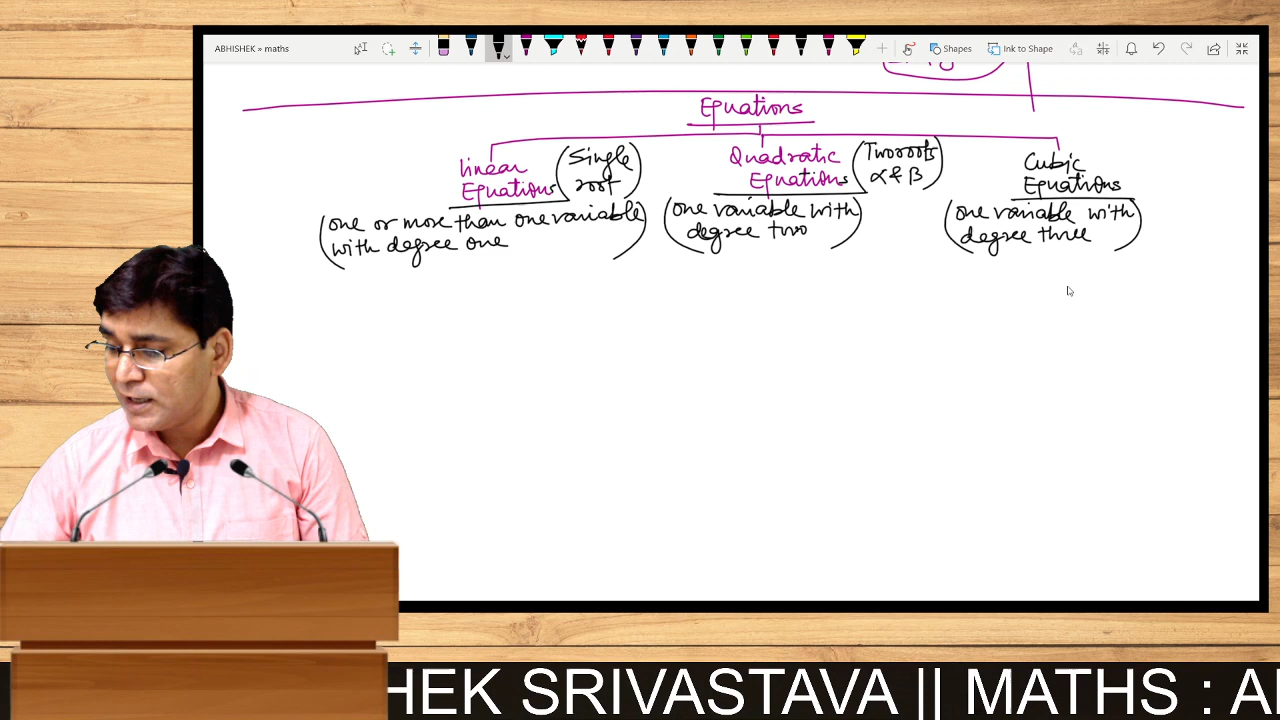 ABHISHEK » maths
Shapes
Ink to Shape
Equations
Linear
Equations
(Single
root)
Quadratic
Equations
(Two roots
α & β)
Cubic
Equations
(one or more than one variable
with degree one)
(one variable with
degree two)
(one variable with
degree three)
HEK SRIVASTAVA || MATHS : A